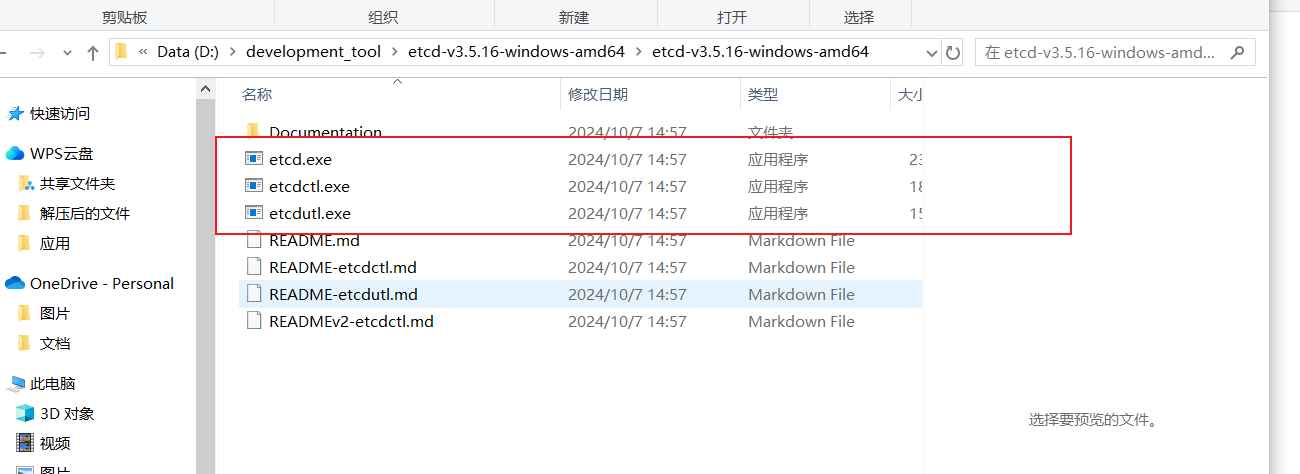 剪贴板 组织 新建 打开 选择
« Data (D:) > development_tool > etcd-v3.5.16-windows-amd64 > etcd-v3.5.16-windows-amd64 在 etcd-v3.5.16-windows-amd...
名称 修改日期 类型 大小
快速访问
WPS云盘
共享文件夹
解压后的文件
应用
OneDrive - Personal
图片
文档
此电脑
3D 对象
视频
图片
Documentation 2024/10/7 14:57 文件夹
etcd.exe 2024/10/7 14:57 应用程序 23
etcdctl.exe 2024/10/7 14:57 应用程序 18
etcdutl.exe 2024/10/7 14:57 应用程序 15
README.md 2024/10/7 14:57 Markdown File
README-etcdctl.md 2024/10/7 14:57 Markdown File
README-etcdutl.md 2024/10/7 14:57 Markdown File
READMEv2-etcdctl.md 2024/10/7 14:57 Markdown File
选择要预览的文件。